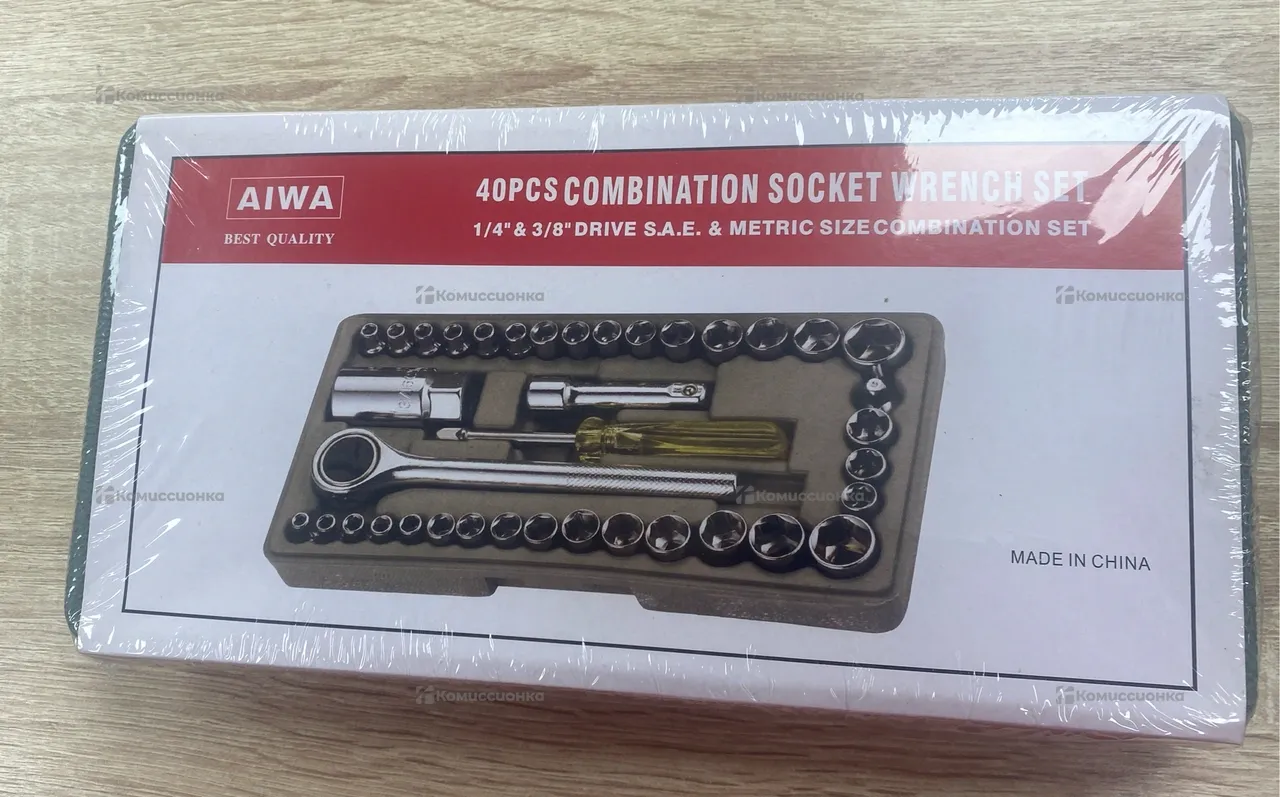 Комиссионка
Комиссионка
AIWA
BEST QUALITY
40PCS COMBINATION SOCKET WRENCH SET
1/4" & 3/8" DRIVE S.A.E. & METRIC SIZE COMBINATION SET
Комиссионка
Комиссионка
Комиссионка
Комиссионка
MADE IN CHINA
Комиссионка
Комиссионка